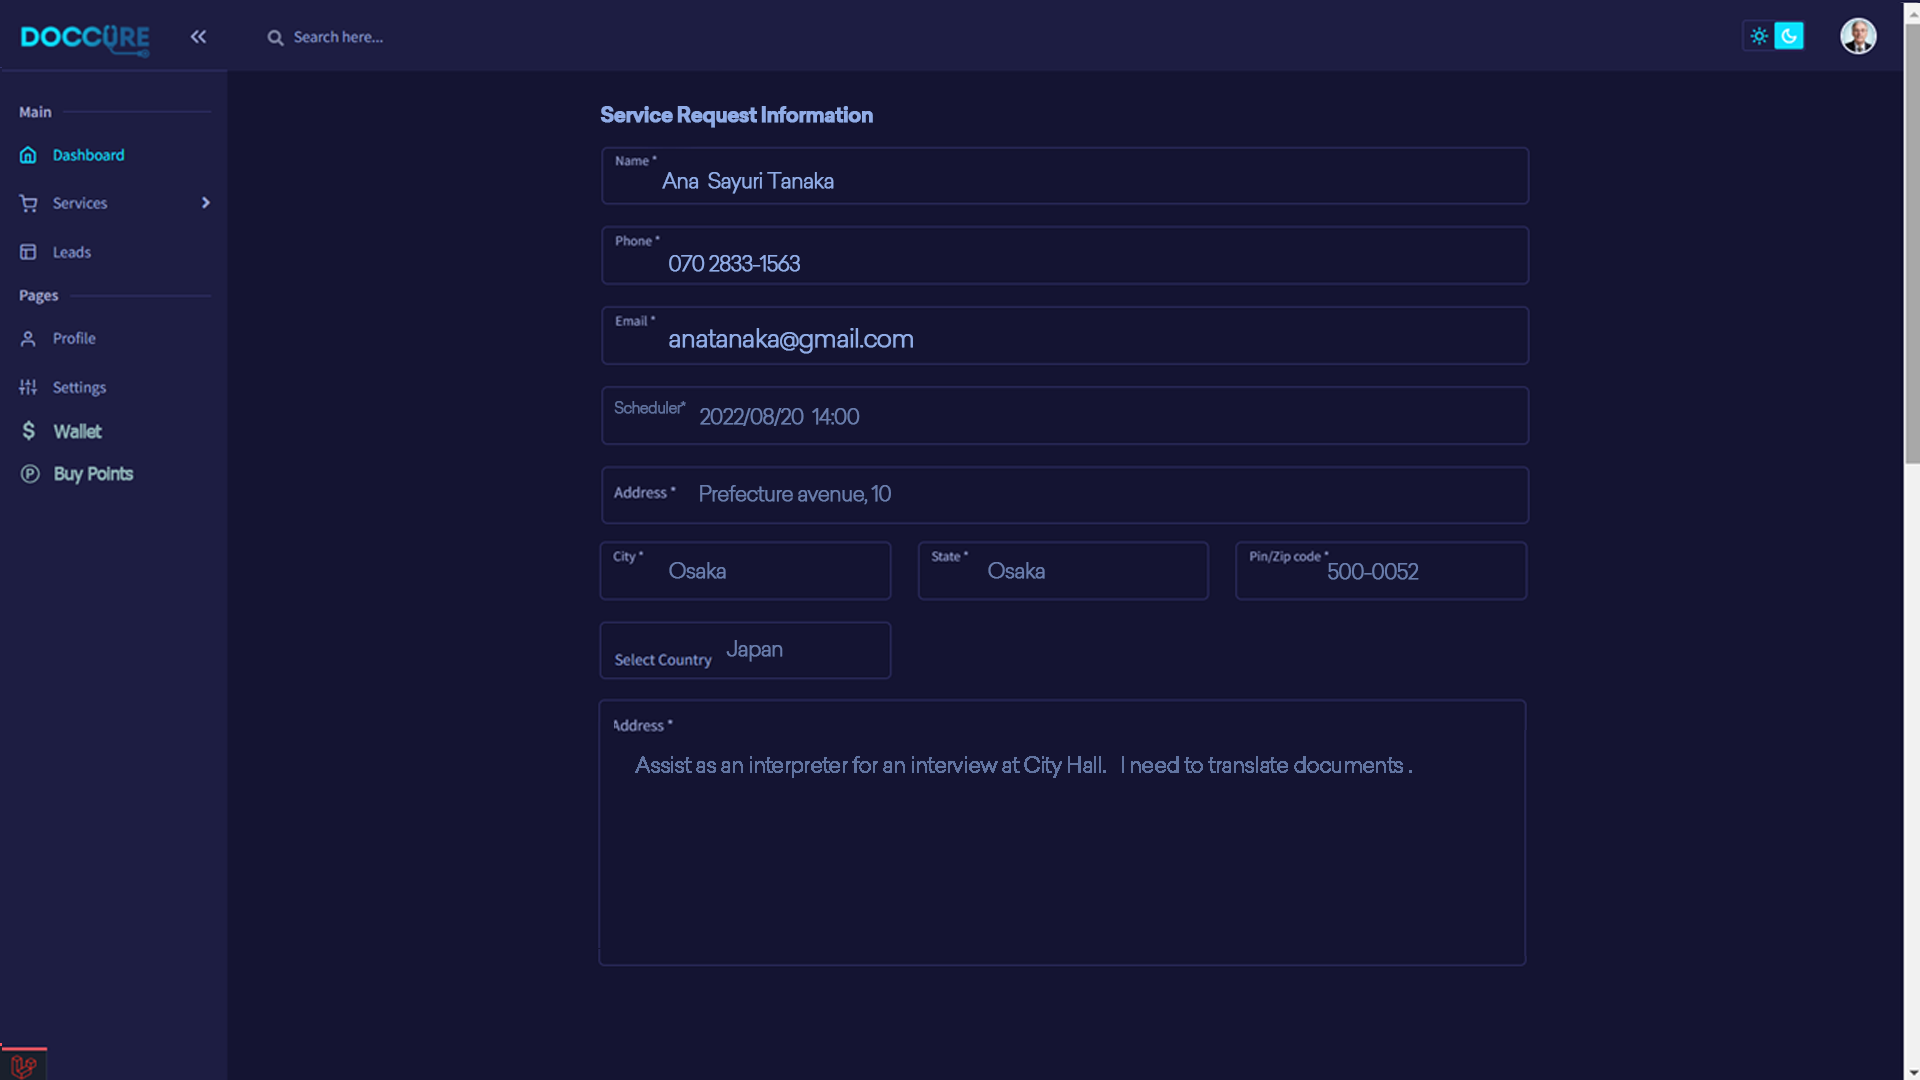 DOCCURE
Search here...
Main
Dashboard
Services
Leads
Pages
Profile
Settings
Wallet
Buy Points
Service Request Information
Name *
Ana Sayuri Tanaka
Phone *
070 2833-1563
Email *
anatanaka@gmail.com
Scheduler* 2022/08/20 14:00
Address * Prefecture avenue, 10
City * Osaka
State * Osaka
Pin/Zip code * 500-0052
Select Country Japan
Address *
Assist as an interpreter for an interview at City Hall. I need to translate documents .